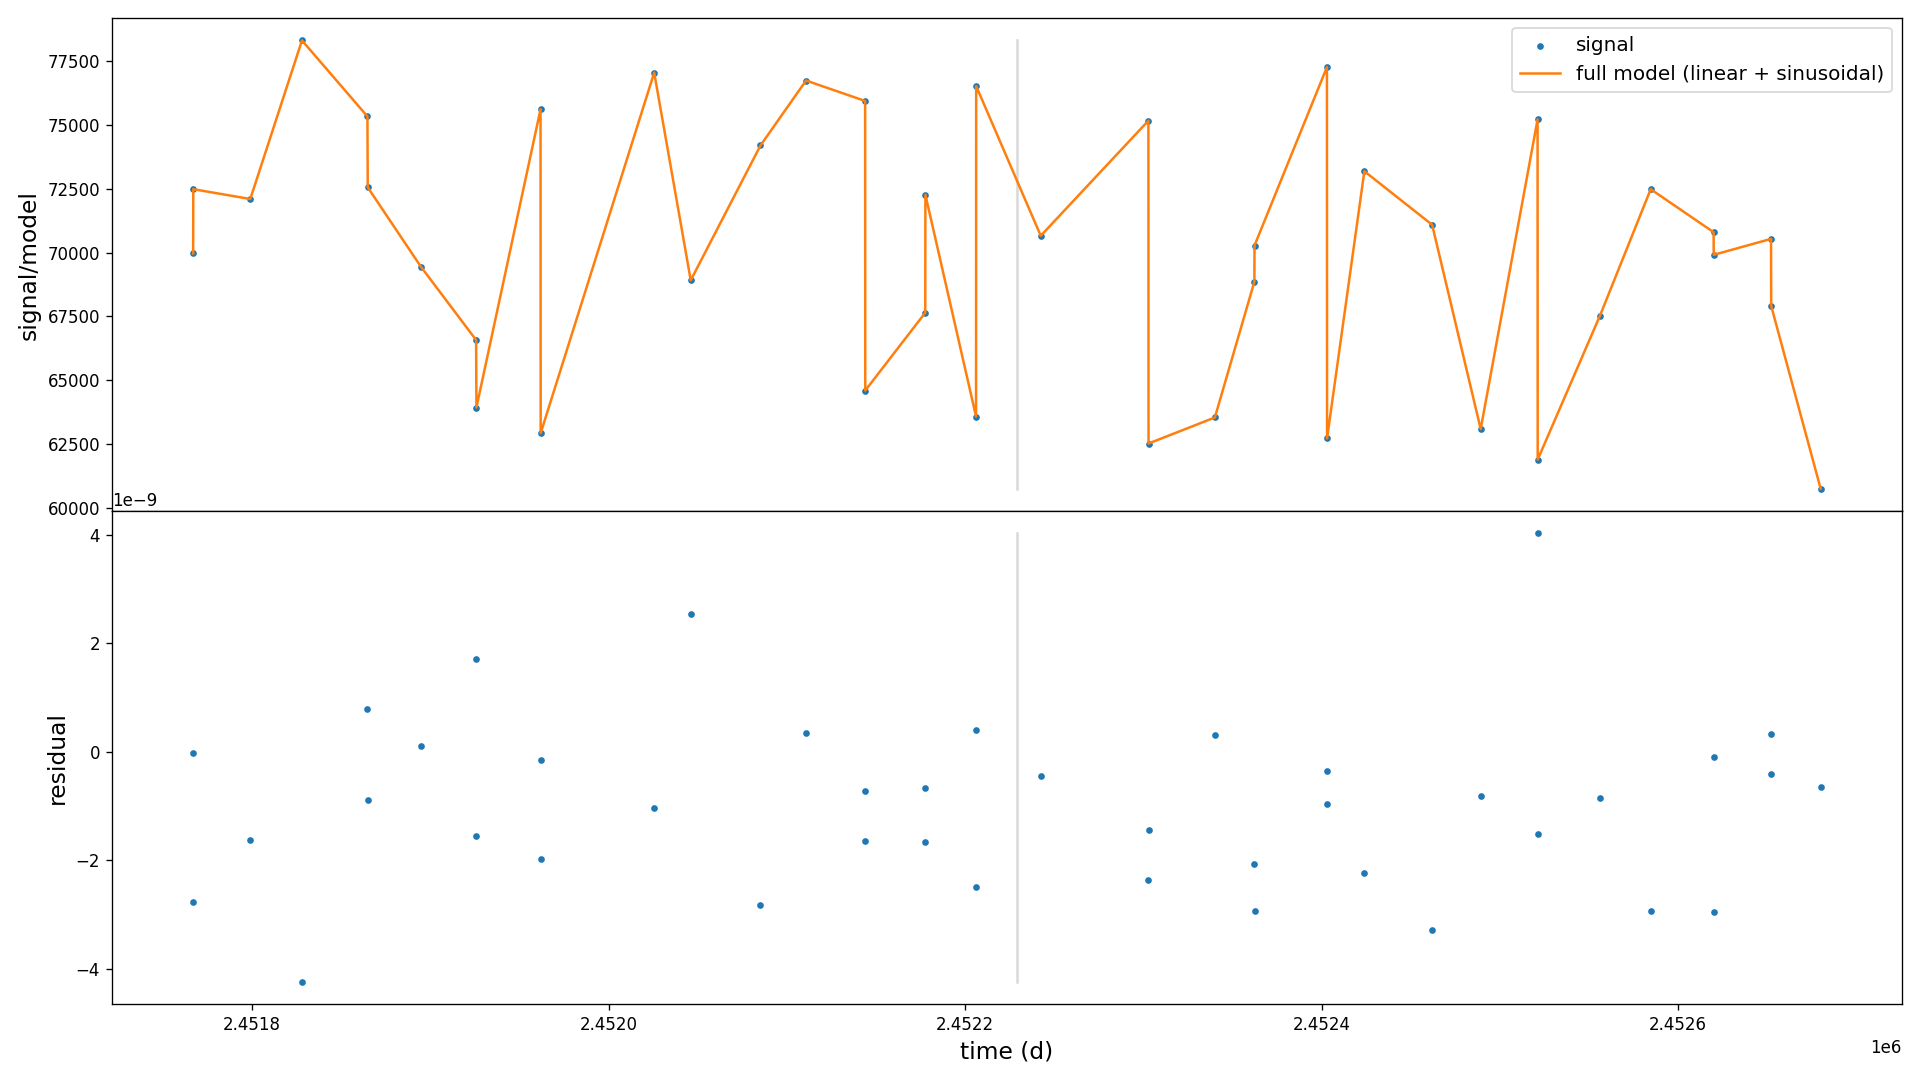 signal
full model (linear + sinusoidal)
77500
75000
72500
70000
67500
65000
62500
60000
signal/model
1e−9
4
2
0
−2
−4
residual
2.4518
2.4520
2.4522
2.4524
2.4526
time (d)
1e6